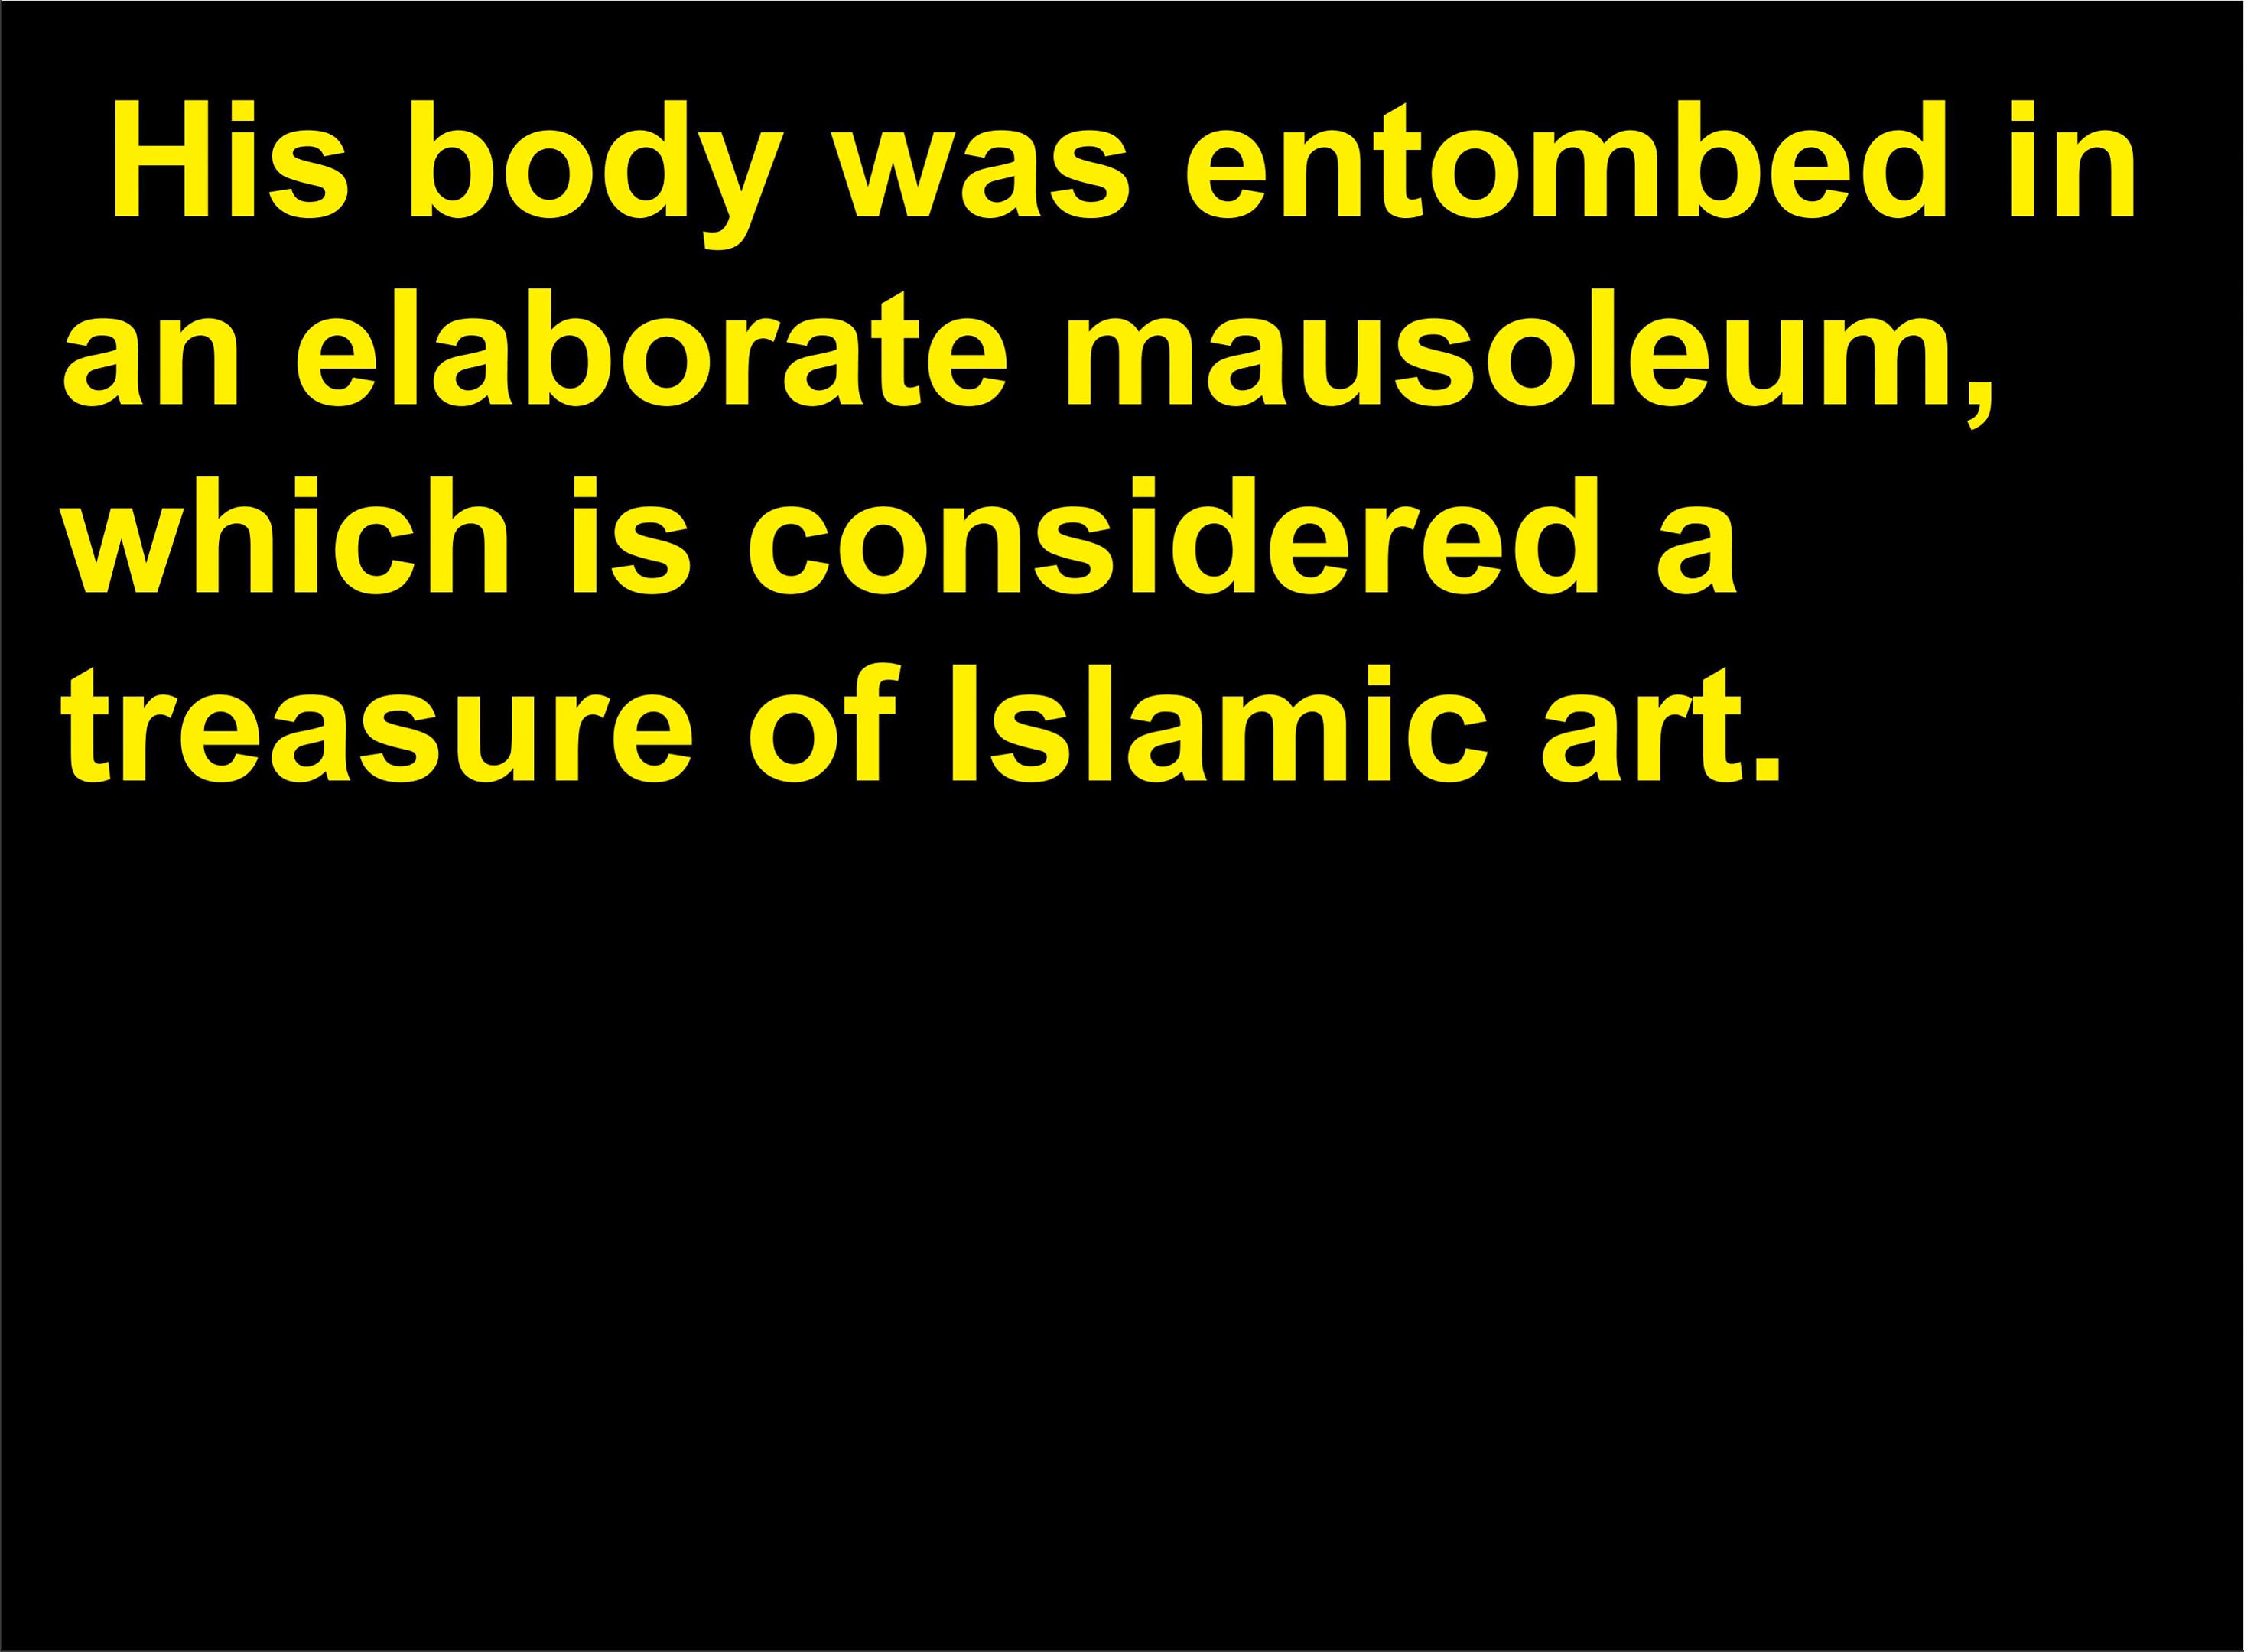 His body was entombed in
an elaborate mausoleum,
which is considered a
treasure of Islamic art.